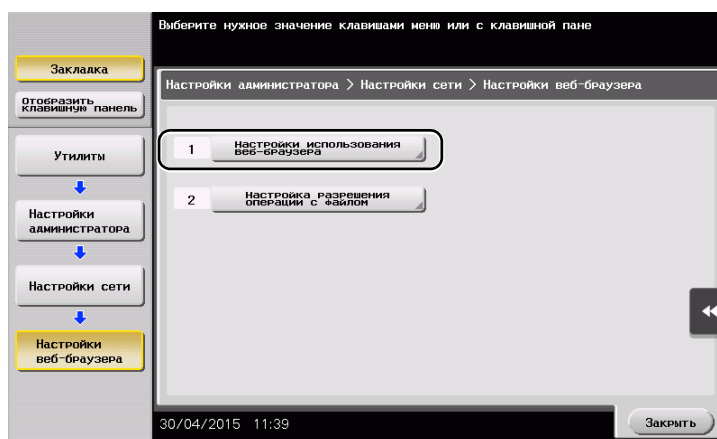 Выберите нужное значение клавишами меню или с клавишной пане
Закладка
Отобразить
клавишную панель
Утилиты
Настройки
администратора
Настройки сети
Настройки
веб-браузера
Настройки администратора > Настройки сети > Настройки веб-браузера
1 Настройки использования
веб-браузера
2 Настройка разрешения
операции с файлом
30/04/2015 11:39
Закрыть